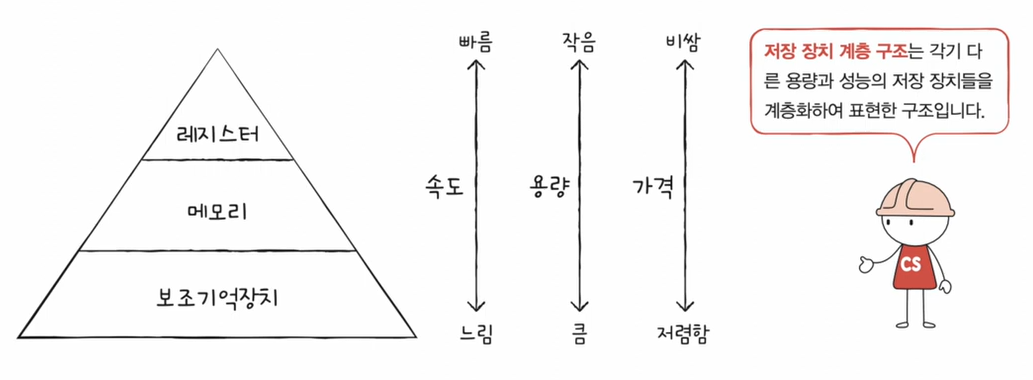 레지스터
메모리
보조기억장치
빠름
속도
느림
작음
용량
큼
비쌈
가격
저렴함
저장 장치 계층 구조는 각기 다
른 용량과 성능의 저장 장치들을
계층화하여 표현한 구조입니다.
CS